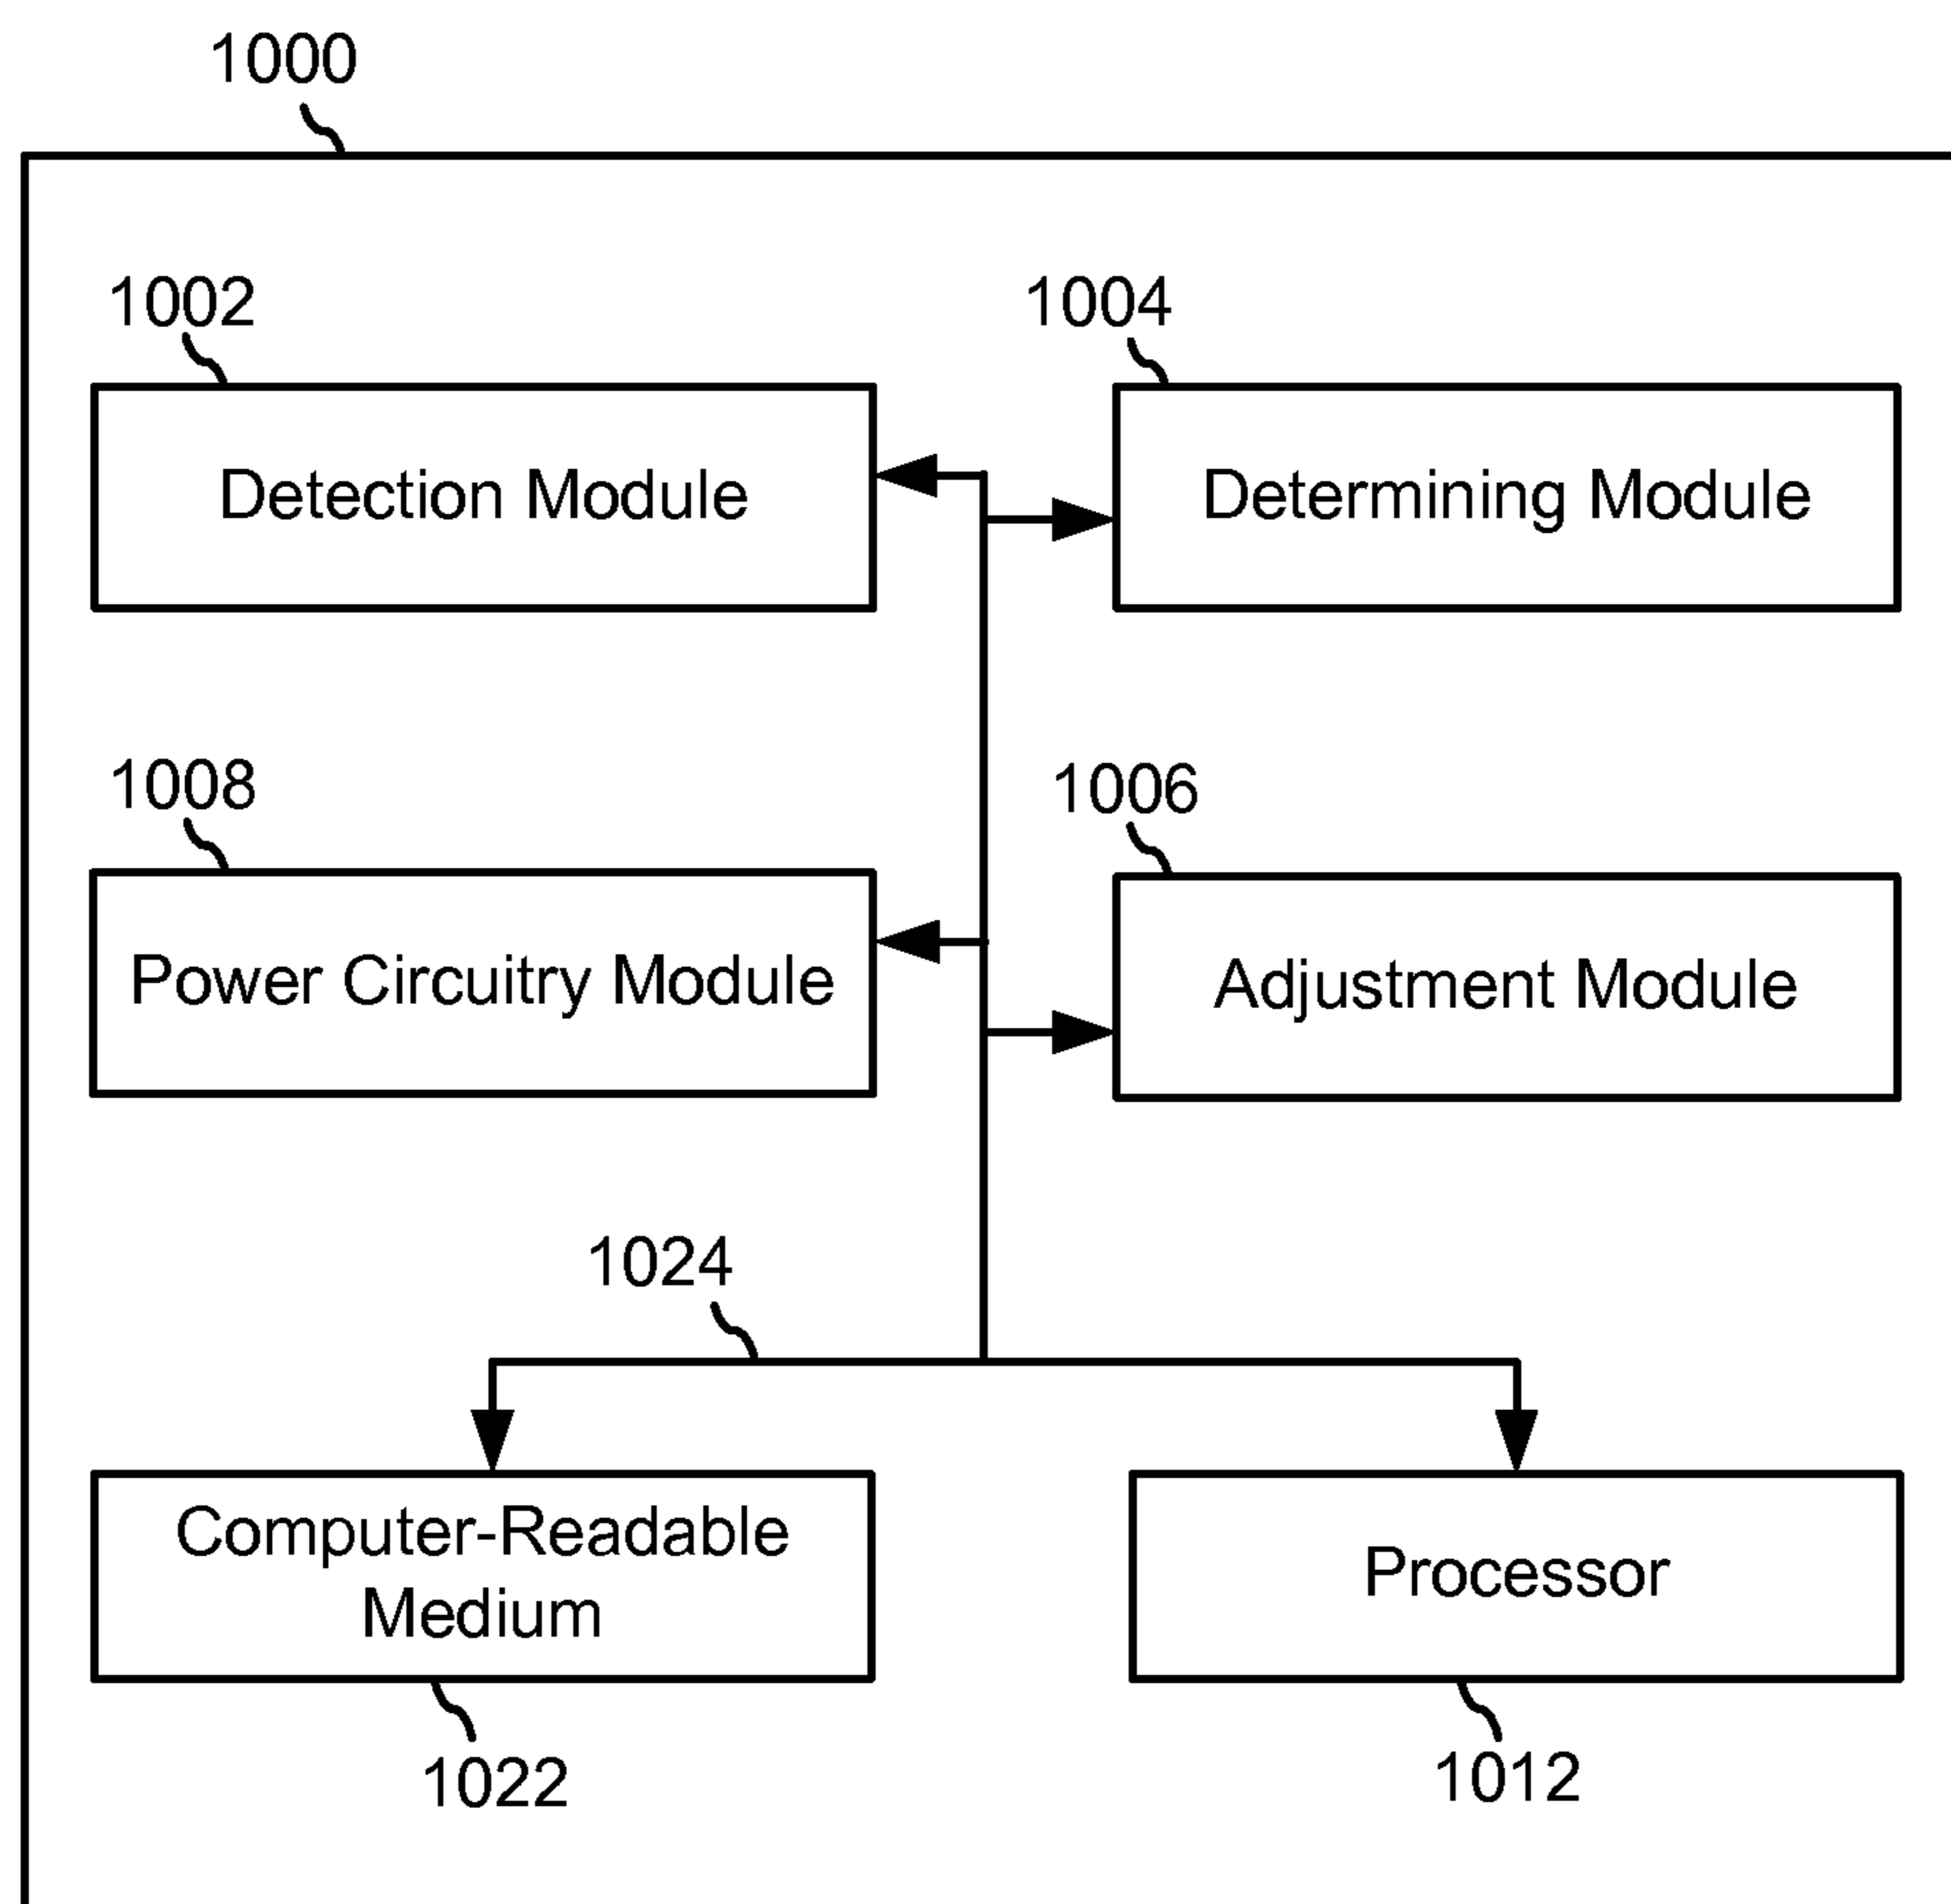 1000
1002
1004
Detection Module
Determining Module
1008
1006
Power Circuitry Module
Adjustment Module
1024
Computer-Readable
Medium
Processor
1022
1012